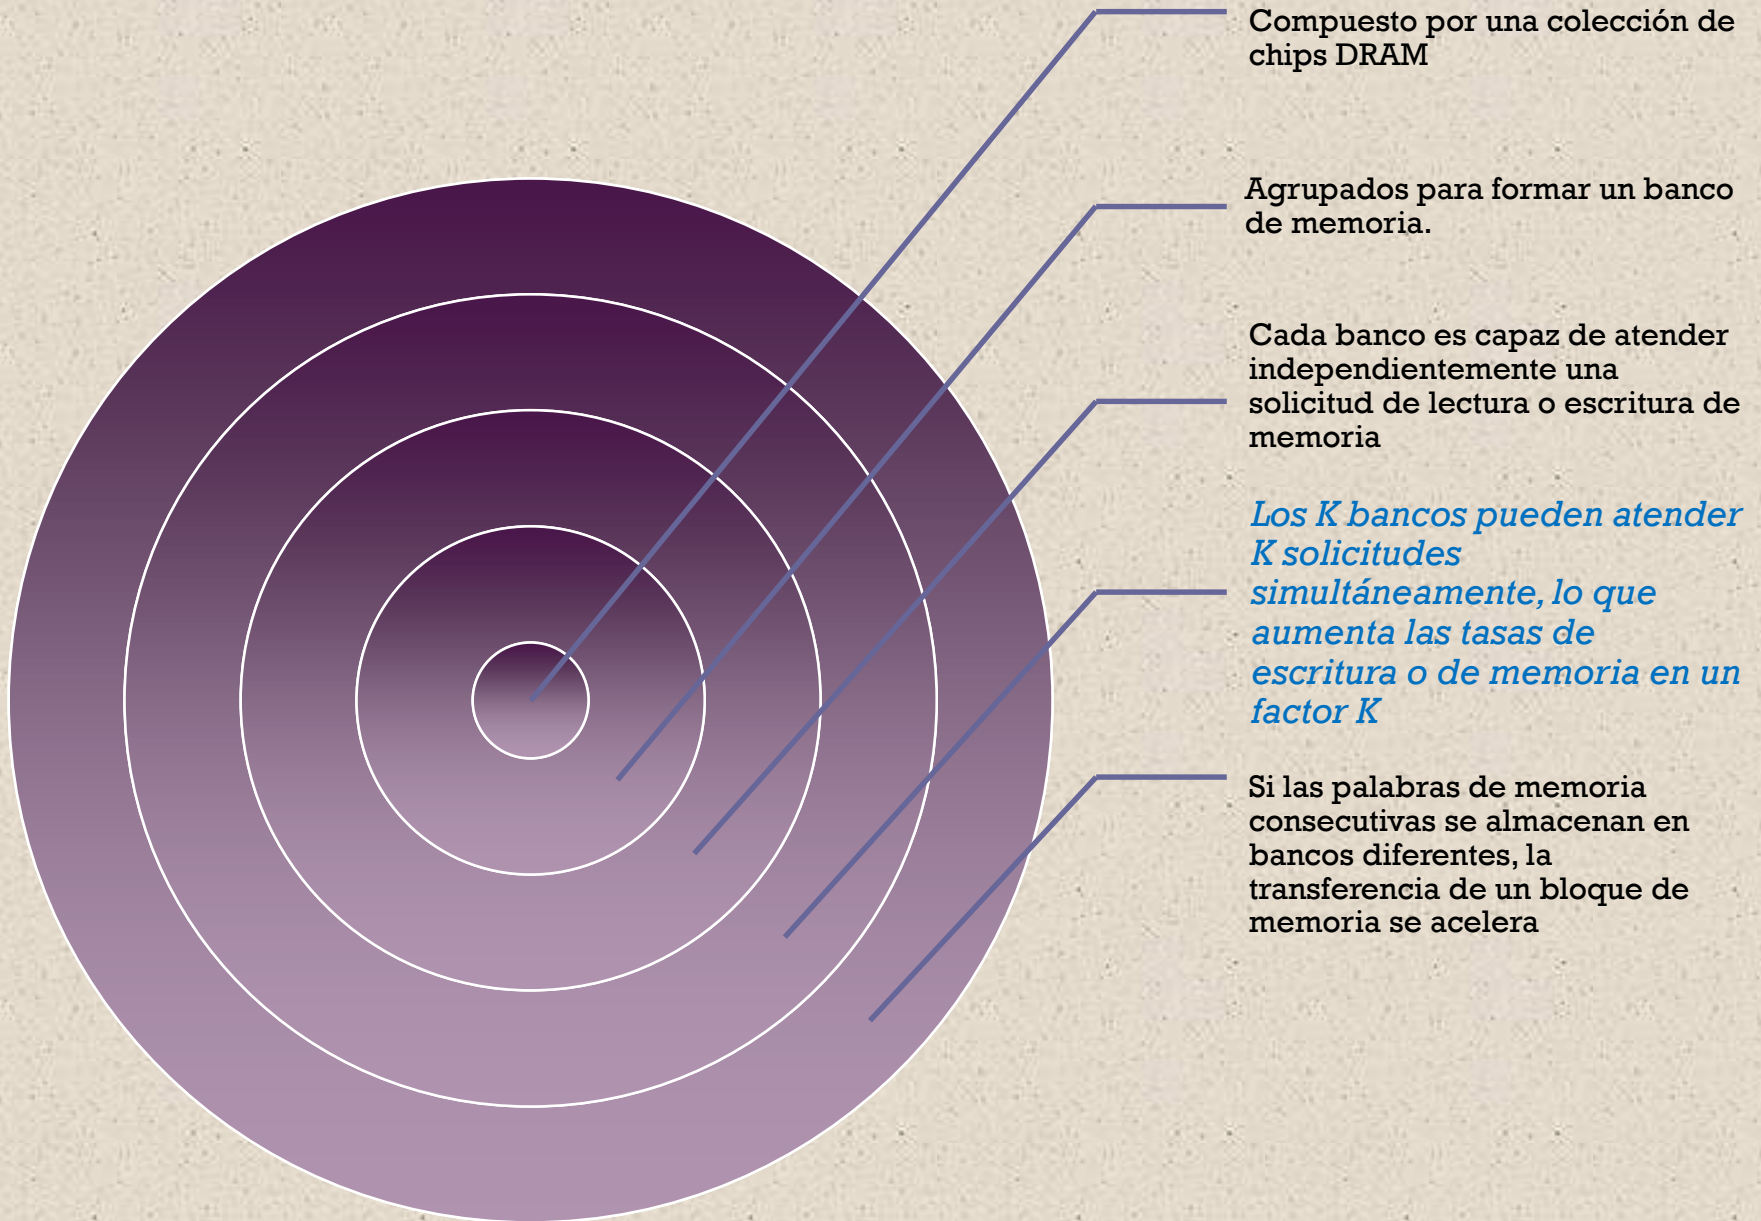 Compuesto por una colección de
chips DRAM
Agrupados para formar un banco
de memoria.
Cada banco es capaz de atender
independientemente una
solicitud de lectura o escritura de
memoria
Los K bancos pueden atender
K solicitudes
simultáneamente, lo que
aumenta las tasas de
escritura o de memoria en un
factor K
Si las palabras de memoria
consecutivas se almacenan en
bancos diferentes, la
transferencia de un bloque de
memoria se acelera